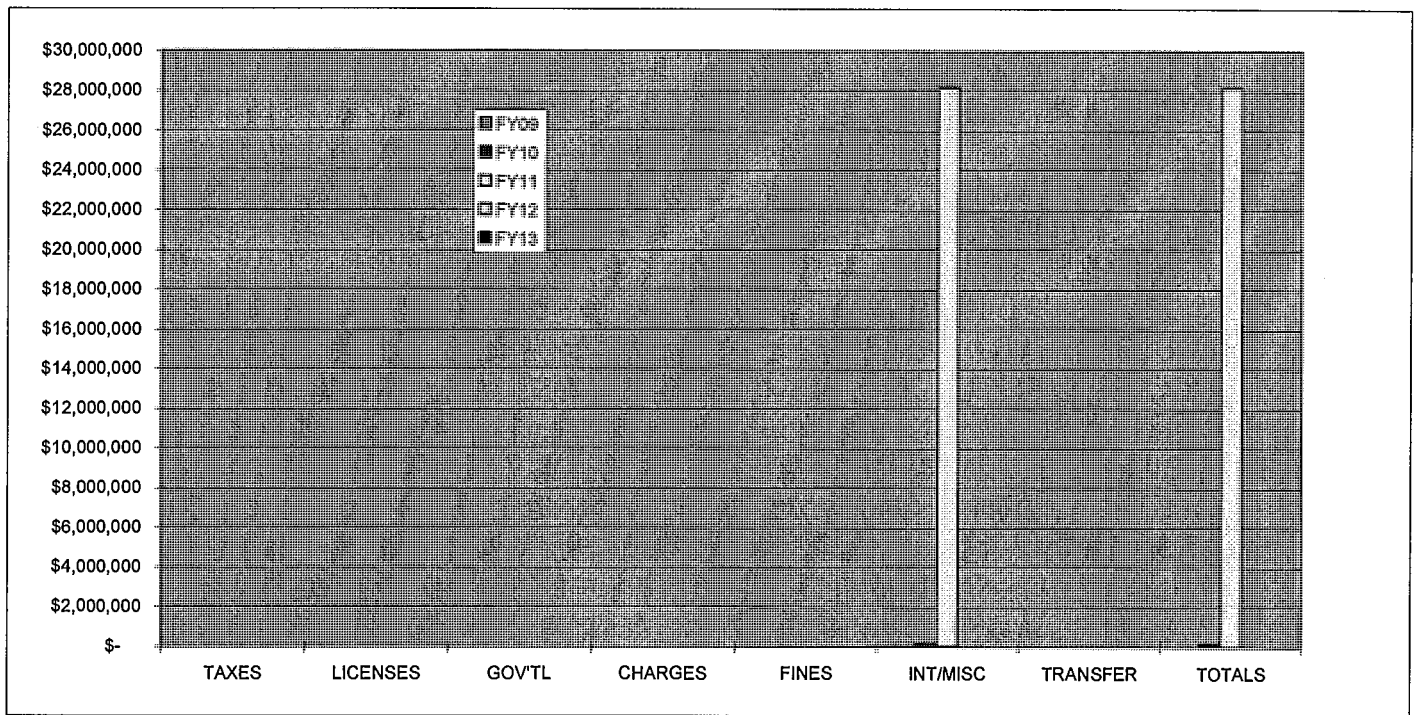 $30,000,000
$28,000,000
$26,000,000
$24,000,000
$22,000,000
$20,000,000
$18,000,000
$16,000,000
$14,000,000
$12,000,000
$10,000,000
$8,000,000
$6,000,000
$4,000,000
$2,000,000
$-
FY09
FY10
FY11
FY12
FY13
TAXES LICENSES GOV'TL CHARGES FINES INT/MISC TRANSFER TOTALS